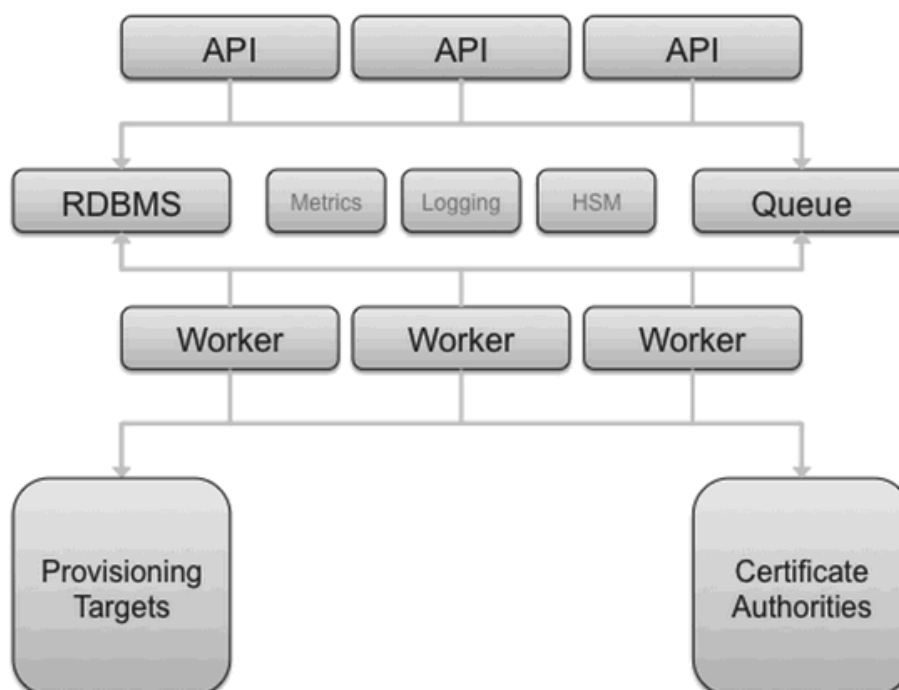 API
API
API
RDBMS
Metrics
Logging
HSM
Queue
Worker
Worker
Worker
Provisioning
Targets
Certificate
Authorities